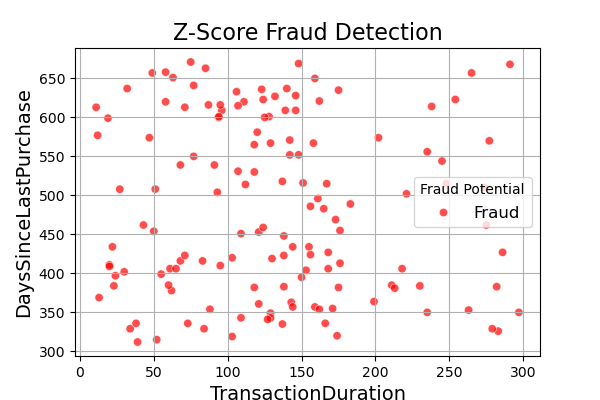 Z-Score Fraud Detection
DaysSinceLastPurchase
650
600
550
500
450
400
350
300
Fraud Potential
Fraud
0 50 100 150 200 250 300
TransactionDuration